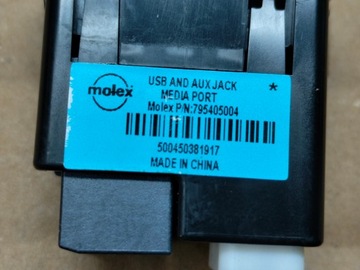 molex
USB AND AUX JACK *
MEDIA PORT
Molex P/N:795405004
500450381917
MADE IN CHINA